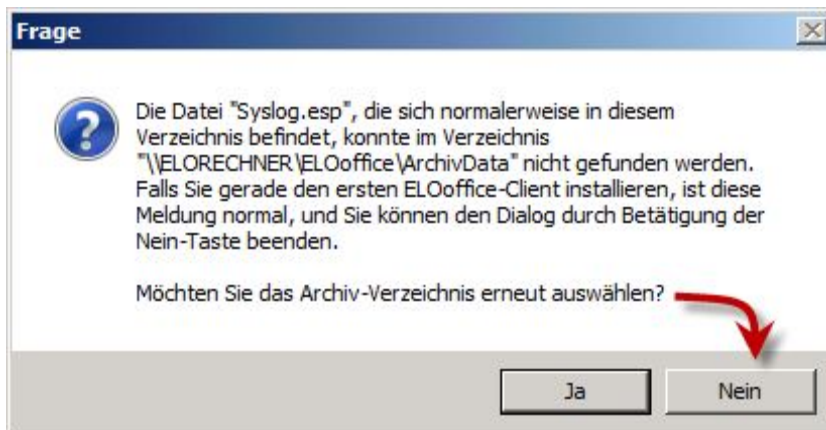 Frage
Die Datei "Syslog.esp", die sich normalerweise in diesem
Verzeichnis befindet, konnte im Verzeichnis
"\\ELORECHNER\ELOoffice\ArchivData" nicht gefunden werden.
Falls Sie gerade den ersten ELOoffice-Client installieren, ist diese
Meldung normal, und Sie können den Dialog durch Betätigung der
Nein-Taste beenden.
Möchten Sie das Archiv-Verzeichnis erneut auswählen?
Ja Nein